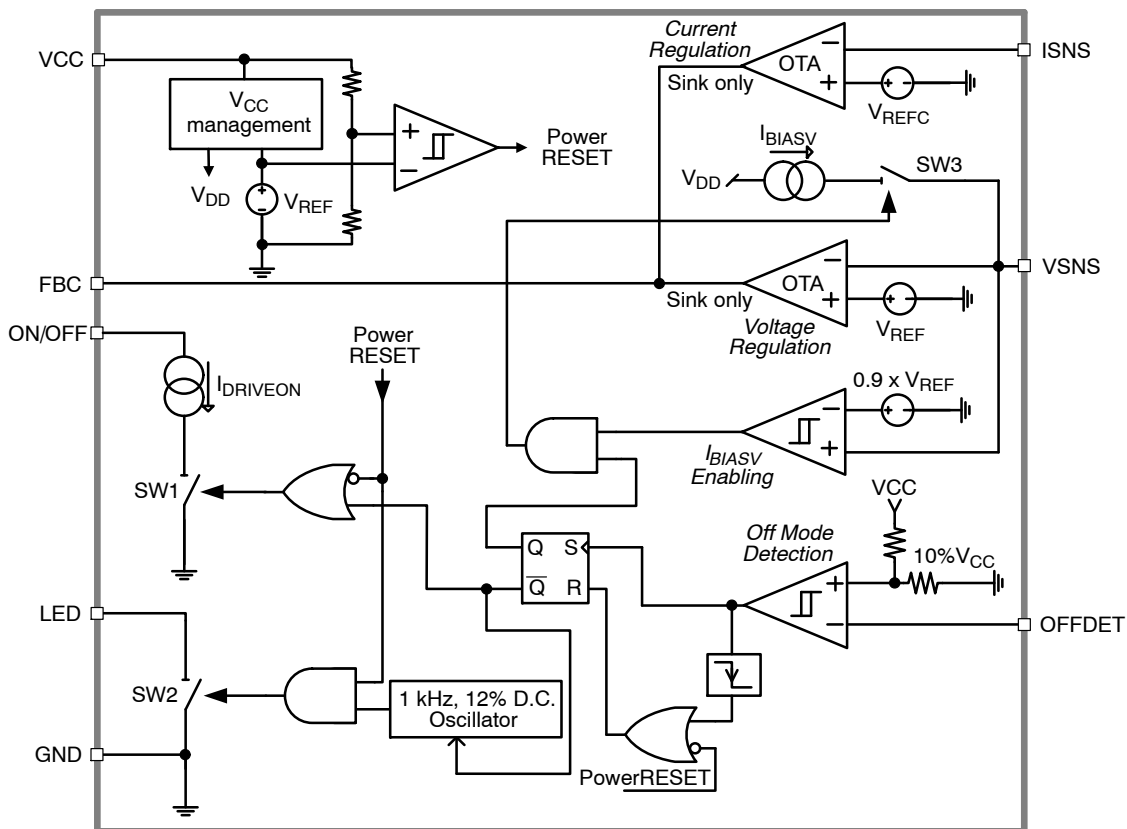 VCC
FBC
ON/OFF
LED
GND
ISNS
VSNS
OFFDET
VCC
management
VDD
VREF
+
−
Power
RESET
Current
Regulation
Sink only
OTA
−
+
VREFC
IBIASV
VDD
SW3
OTA
−
+
Sink only
VREF
Voltage
Regulation
0.9 x VREF
−
+
IBIASV
Enabling
Power
RESET
IDRIVEON
SW1
Q
S
Q
R
Off Mode
Detection
VCC
10%VCC
+
−
SW2
1 kHz, 12% D.C.
Oscillator
PowerRESET